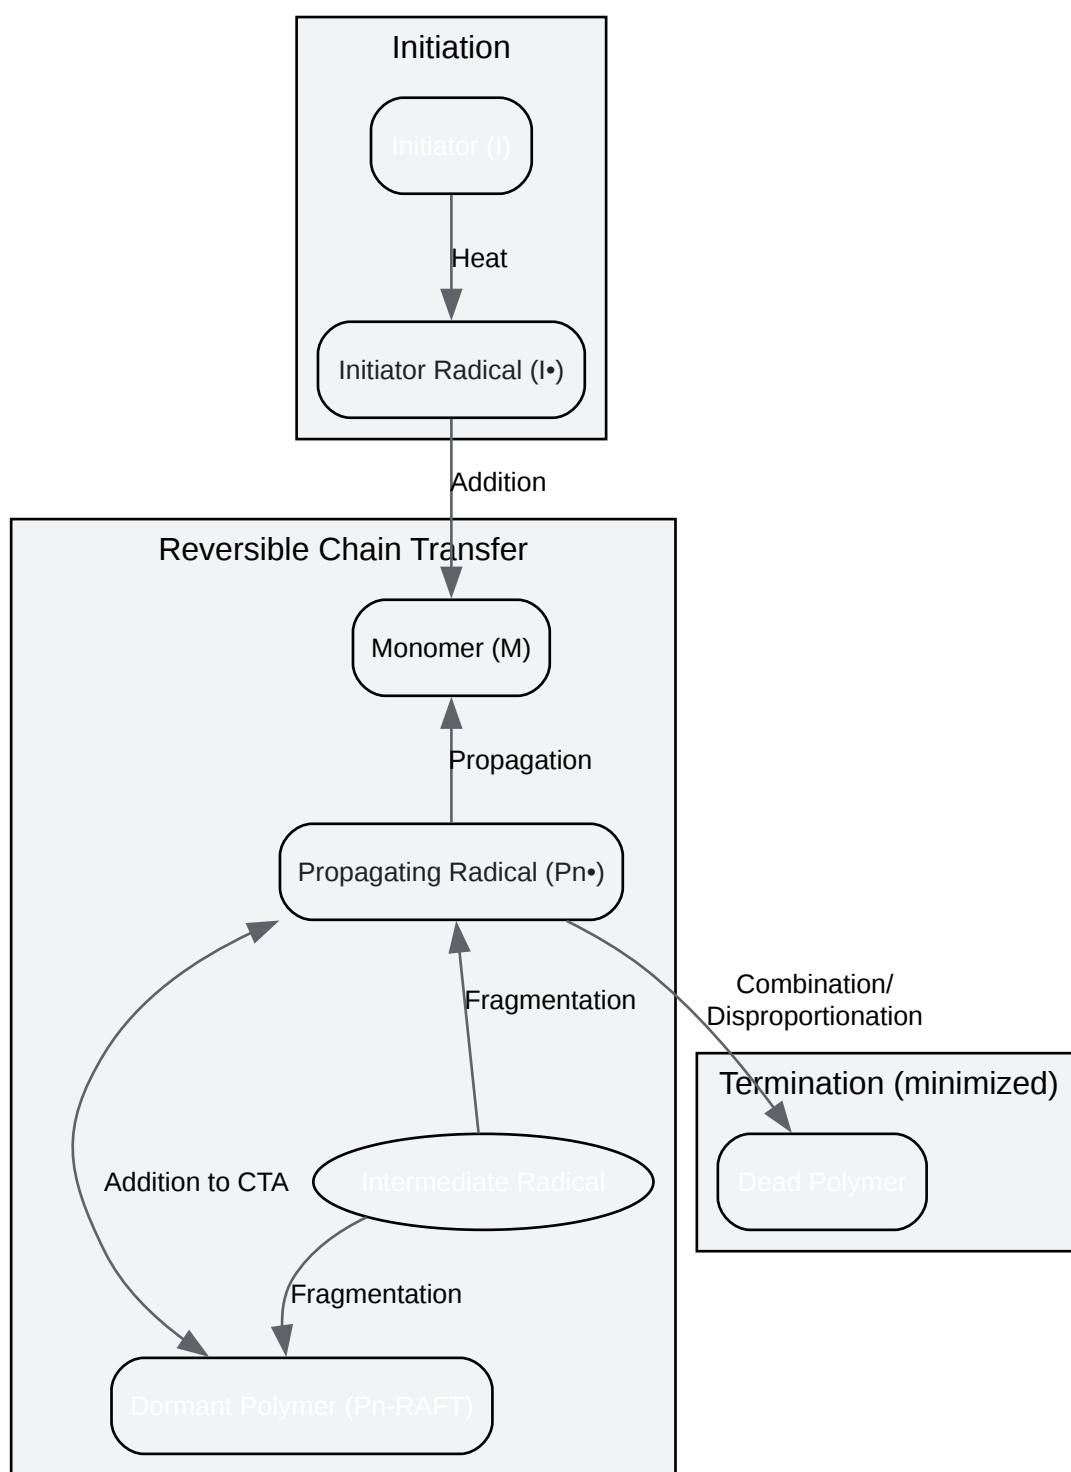 Initiation
Initiator (I)
Heat
Initiator Radical (I•)
Addition
Reversible Chain Transfer
Monomer (M)
Propagation
Propagating Radical (Pn•)
Fragmentation
Combination/
Disproportionation
Termination (minimized)
Addition to CTA
Intermediate Radical
Dead Polymer
Fragmentation
Dormant Polymer (Pn-RAFT)